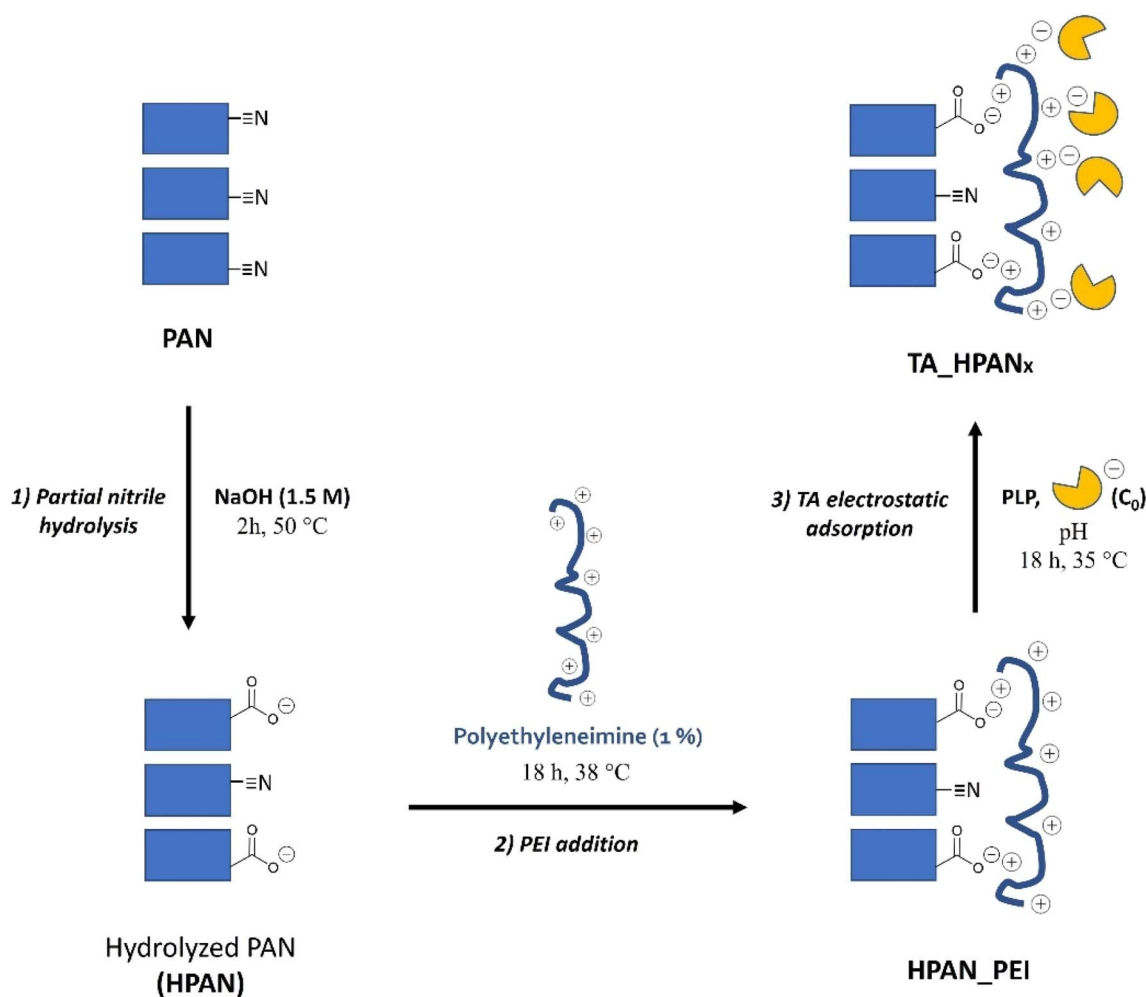 ≡N
≡N
≡N
PAN
1) Partial nitrile
hydrolysis
NaOH (1.5 M)
2h, 50 °C
O
O ⊖
≡N
O
O ⊖
Hydrolyzed PAN
(HPAN)
⊕
⊕
⊕
⊕
⊕
⊕
⊕
Polyethyleneimine (1 %)
18 h, 38 °C
2) PEI addition
O
O ⊖ ⊕
≡N
O
O ⊖ ⊕
⊕
⊕
⊕
⊕
⊕
HPAN_PEI
3) TA electrostatic
adsorption
PLP, ⊖ (C₀)
pH
18 h, 35 °C
⊕ ⊖
O
O ⊖ ⊕
⊕ ⊖
≡N
⊕ ⊖
⊕
O
O ⊖ ⊕
⊕ ⊖
TA_HPANx